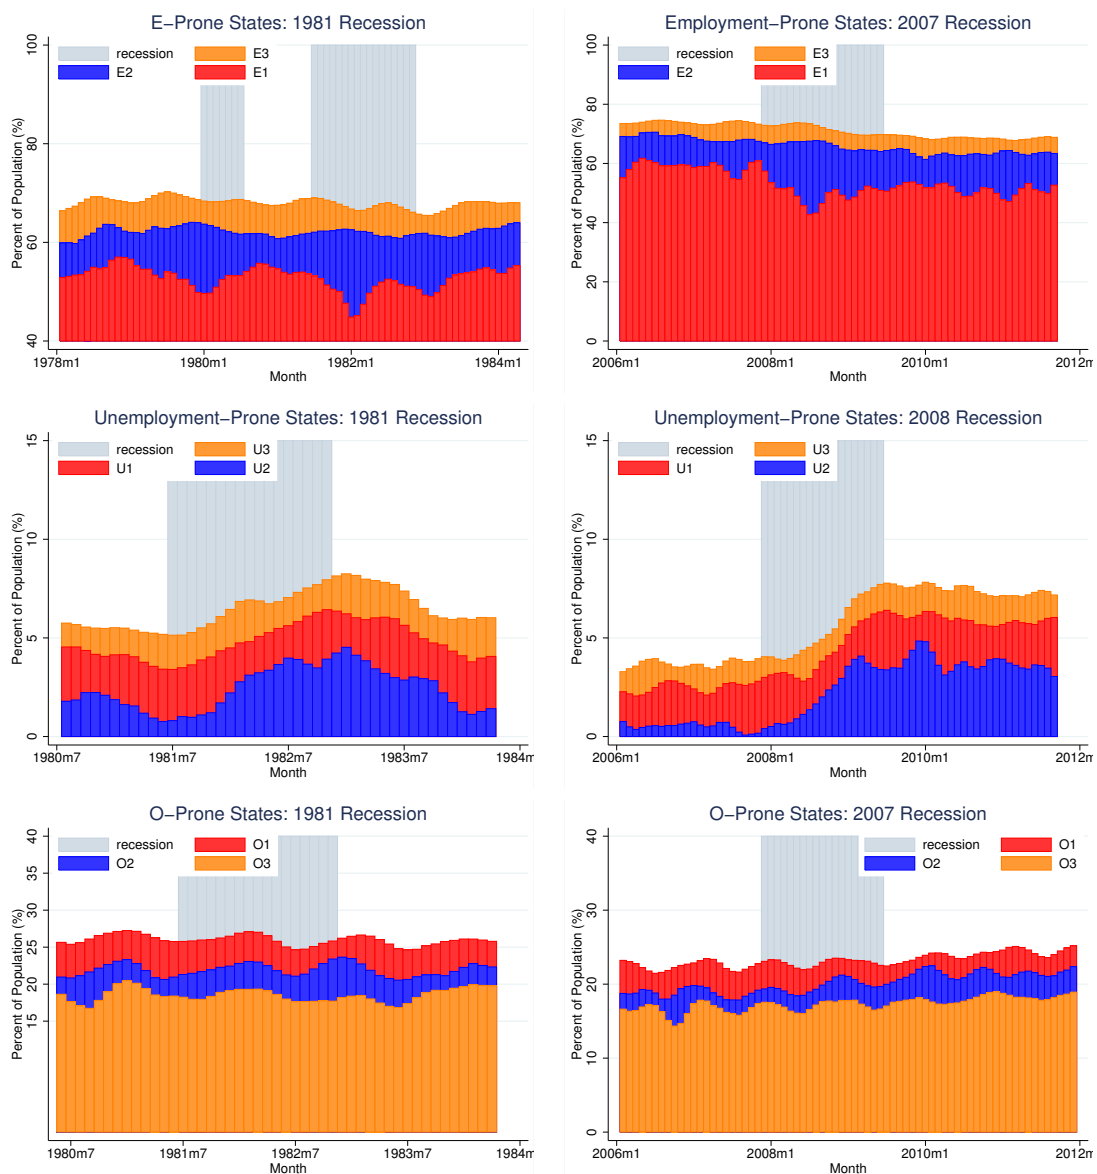 E−Prone States: 1981 Recession
recession
E3
E2
E1
Percent of Population (%)
100
80
60
40
1978m1
1980m1
1982m1
1984m1
Month
Employment−Prone States: 2007 Recession
recession
E3
E2
E1
Percent of Population (%)
100
80
60
40
20
0
2006m1
2008m1
2010m1
2012m
Month
Unemployment−Prone States: 1981 Recession
recession
U3
U1
U2
Percent of Population (%)
15
10
5
0
1980m7
1981m7
1982m7
1983m7
1984m
Month
Unemployment−Prone States: 2008 Recession
recession
U3
U1
U2
Percent of Population (%)
15
10
5
0
2006m1
2008m1
2010m1
2012m
Month
O−Prone States: 1981 Recession
recession
O1
O2
O3
Percent of Population (%)
40
35
30
25
20
15
1980m7
1981m7
1982m7
1983m7
1984m
Month
O−Prone States: 2007 Recession
recession
O1
O2
O3
Percent of Population (%)
40
30
20
10
0
2006m1
2008m1
2010m1
2012m
Month